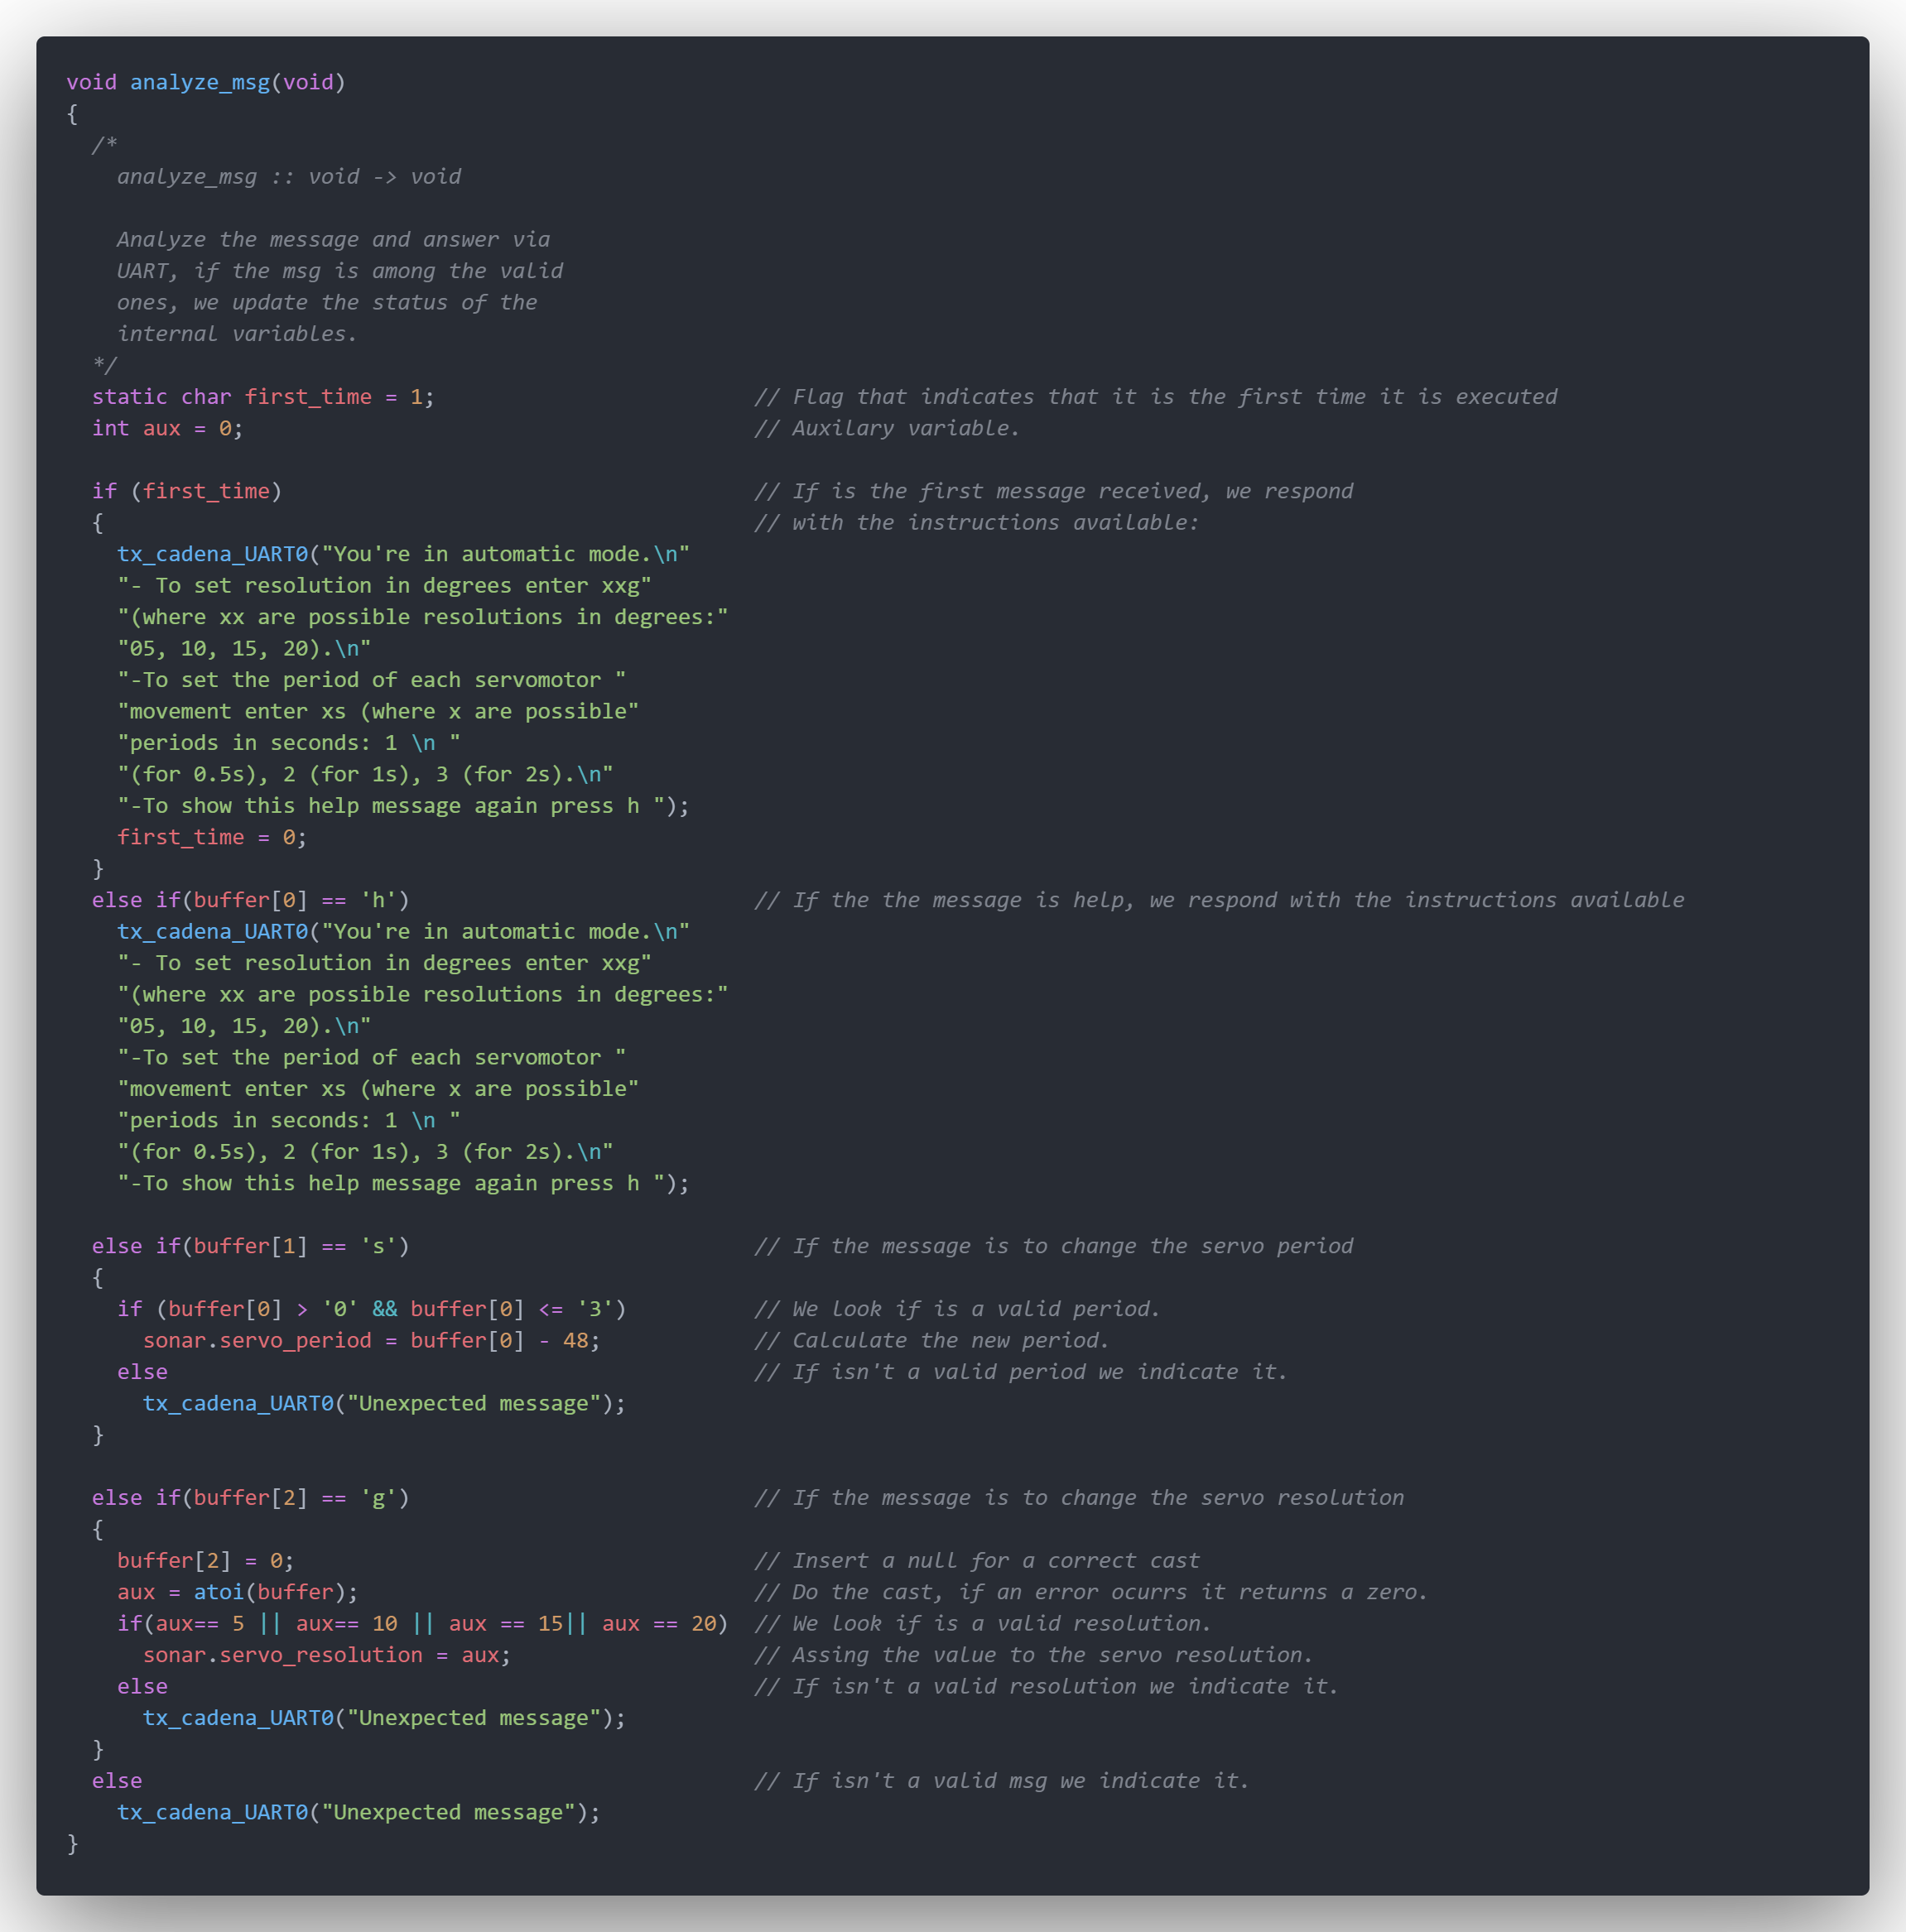 void analyze_msg(void)
{
  /*
    analyze_msg :: void -> void

    Analyze the message and answer via
    UART, if the msg is among the valid
    ones, we update the status of the
    internal variables.
  */
  static char first_time = 1;                         // Flag that indicates that it is the first time it is executed
  int aux = 0;                                        // Auxilary variable.

  if (first_time)                                     // If is the first message received, we respond
  {                                                   // with the instructions available:
    tx_cadena_UART0("You're in automatic mode.\n"
    "- To set resolution in degrees enter xxg"
    "(where xx are possible resolutions in degrees:"
    "05, 10, 15, 20).\n"
    "-To set the period of each servomotor "
    "movement enter xs (where x are possible"
    "periods in seconds: 1 \n "
    "(for 0.5s), 2 (for 1s), 3 (for 2s).\n"
    "-To show this help message again press h ");
    first_time = 0;
  }
  else if(buffer[0] == 'h')                           // If the the message is help, we respond with the instructions available
    tx_cadena_UART0("You're in automatic mode.\n"
    "- To set resolution in degrees enter xxg"
    "(where xx are possible resolutions in degrees:"
    "05, 10, 15, 20).\n"
    "-To set the period of each servomotor "
    "movement enter xs (where x are possible"
    "periods in seconds: 1 \n "
    "(for 0.5s), 2 (for 1s), 3 (for 2s).\n"
    "-To show this help message again press h ");

  else if(buffer[1] == 's')                           // If the message is to change the servo period
  {
    if (buffer[0] > '0' && buffer[0] <= '3')          // We look if is a valid period.
      sonar.servo_period = buffer[0] - 48;            // Calculate the new period.
    else                                              // If isn't a valid period we indicate it.
      tx_cadena_UART0("Unexpected message");
  }

  else if(buffer[2] == 'g')                           // If the message is to change the servo resolution
  {
    buffer[2] = 0;                                    // Insert a null for a correct cast
    aux = atoi(buffer);                               // Do the cast, if an error ocurrs it returns a zero.
    if(aux== 5 || aux== 10 || aux == 15|| aux == 20)  // We look if is a valid resolution.
      sonar.servo_resolution = aux;                   // Assing the value to the servo resolution.
    else                                              // If isn't a valid resolution we indicate it.
      tx_cadena_UART0("Unexpected message");
  }
  else                                                // If isn't a valid msg we indicate it.
    tx_cadena_UART0("Unexpected message");
}